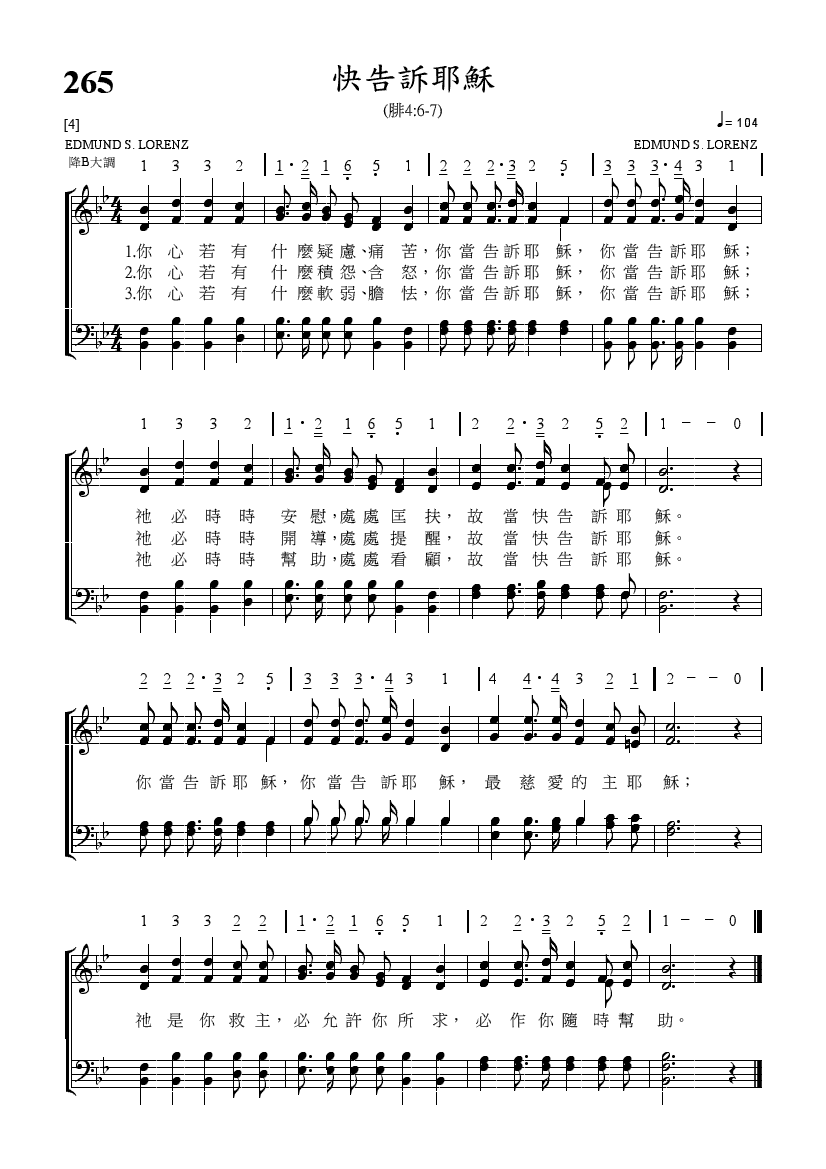 265
快告訴耶穌
(腓4:6-7)
[4]
♩= 104
EDMUND S. LORENZ
EDMUND S. LORENZ
降B大調
1 3 3 2 | 1·2 1 6 5 1 | 2 2 2·3 2 5 | 3 3 3·4 3 1 |
1.你心若有什麼疑慮、痛苦，你當告訴耶穌，你當告訴耶穌；
2.你心若有什麼積怨、含怒，你當告訴耶穌，你當告訴耶穌；
3.你心若有什麼軟弱、膽怯，你當告訴耶穌，你當告訴耶穌；
1 3 3 2 | 1·2 1 6 5 1 | 2 2·3 2 5 2 | 1 – – 0 |
祂必時時安慰，處處匡扶，故當快告訴耶穌。
祂必時時開導，處處提醒，故當快告訴耶穌。
祂必時時幫助，處處看顧，故當快告訴耶穌。
2 2 2·3 2 5 | 3 3 3·4 3 1 | 4 4·4 3 2 1 | 2 – – 0 |
你當告訴耶穌，你當告訴耶穌，最慈愛的主耶穌；
1 3 3 2 2 | 1·2 1 6 5 1 | 2 2·3 2 5 2 | 1 – – 0
祂是你救主，必允許你所求，必作你隨時幫助。